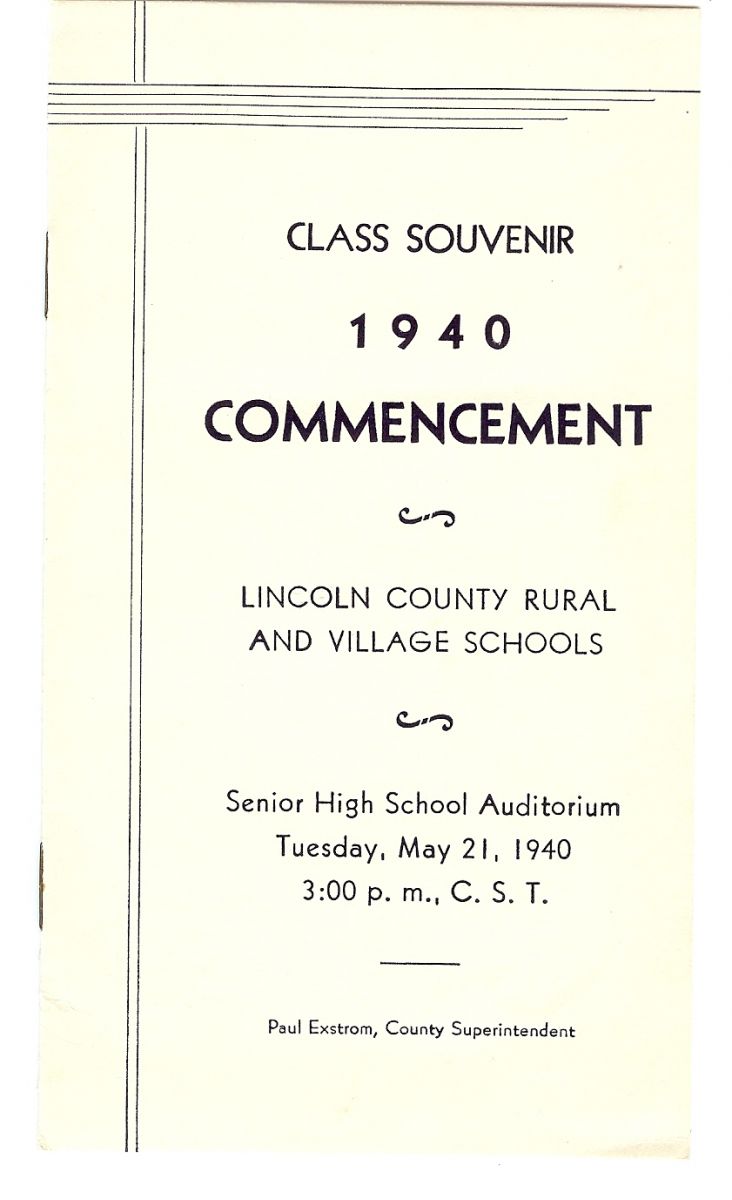 CLASS SOUVENIR
1940
COMMENCEMENT
LINCOLN COUNTY RURAL
AND VILLAGE SCHOOLS
Senior High School Auditorium
Tuesday, May 21, 1940
3:00 p. m., C. S. T.
Paul Exstrom, County Superintendent